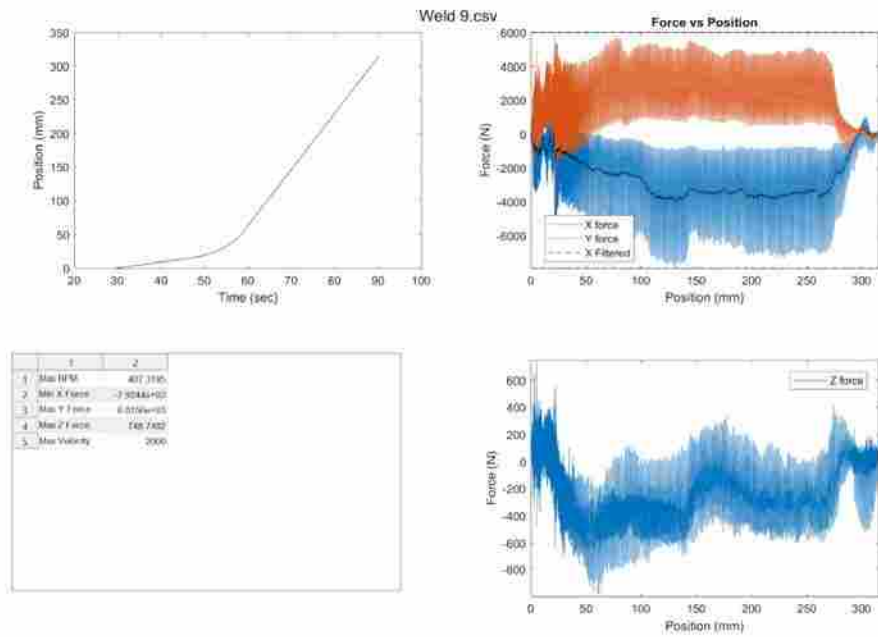 Weld 9.csv
350
300
250
200
150
100
50
0
Position (mm)
20 30 40 50 60 70 80 90 100
Time (sec)
Force vs Position
6000
4000
2000
0
-2000
-4000
-6000
Force (N)
X force
Y force
X Filtered
0 50 100 150 200 250 300
Position (mm)
1 2
1 Max RPM
2 Min X Force
3 Max Y Force
4 Max Z Force
5 Max Velocity 2000
600
400
200
0
-200
-400
-600
-800
Force (N)
Z force
0 50 100 150 200 250 300
Position (mm)